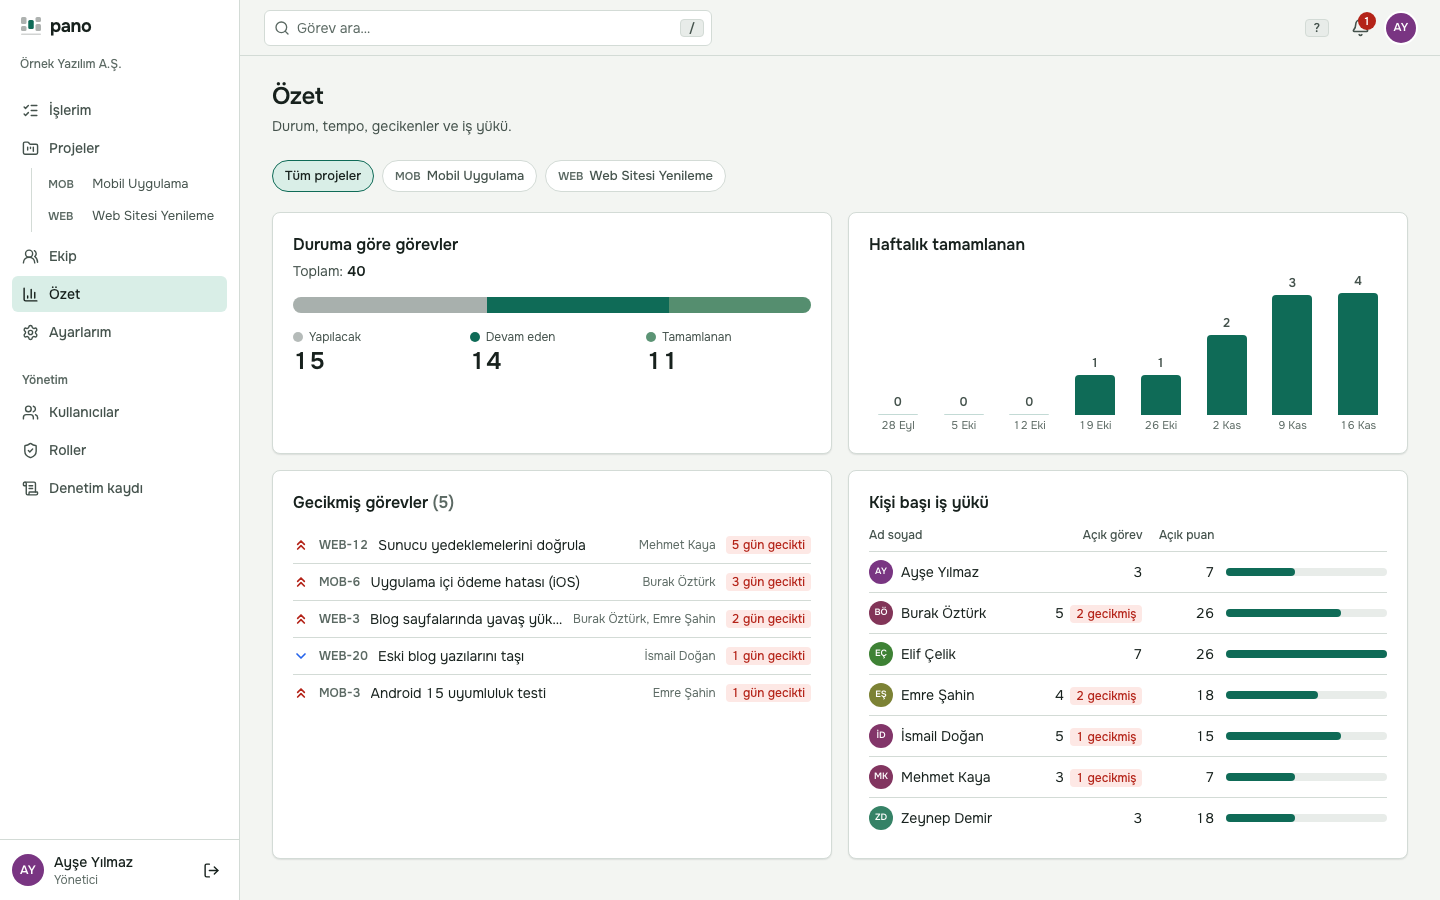 pano
Örnek Yazılım A.Ş.
İşlerim
Projeler
MOB Mobil Uygulama
WEB Web Sitesi Yenileme
Ekip
Özet
Ayarlarım
Yönetim
Kullanıcılar
Roller
Denetim kaydı
AY Ayşe Yılmaz
Yönetici
Görev ara... /
? 1 AY
Özet
Durum, tempo, gecikenler ve iş yükü.
Tüm projeler MOB Mobil Uygulama WEB Web Sitesi Yenileme
Duruma göre görevler
Toplam: 40
Yapılacak Devam eden Tamamlanan
15 14 11
Haftalık tamamlanan
0 0 0 1 1 2 3 4
28 Eyl 5 Eki 12 Eki 19 Eki 26 Eki 2 Kas 9 Kas 16 Kas
Gecikmiş görevler (5)
WEB-12 Sunucu yedeklemelerini doğrula Mehmet Kaya 5 gün gecikti
MOB-6 Uygulama içi ödeme hatası (iOS) Burak Öztürk 3 gün gecikti
WEB-3 Blog sayfalarında yavaş yük... Burak Öztürk, Emre Şahin 2 gün gecikti
WEB-20 Eski blog yazılarını taşı İsmail Doğan 1 gün gecikti
MOB-3 Android 15 uyumluluk testi Emre Şahin 1 gün gecikti
Kişi başı iş yükü
Ad soyad Açık görev Açık puan
AY Ayşe Yılmaz 3 7
BÖ Burak Öztürk 5 2 gecikmiş 26
EÇ Elif Çelik 7 26
EŞ Emre Şahin 4 2 gecikmiş 18
İD İsmail Doğan 5 1 gecikmiş 15
MK Mehmet Kaya 3 1 gecikmiş 7
ZD Zeynep Demir 3 18